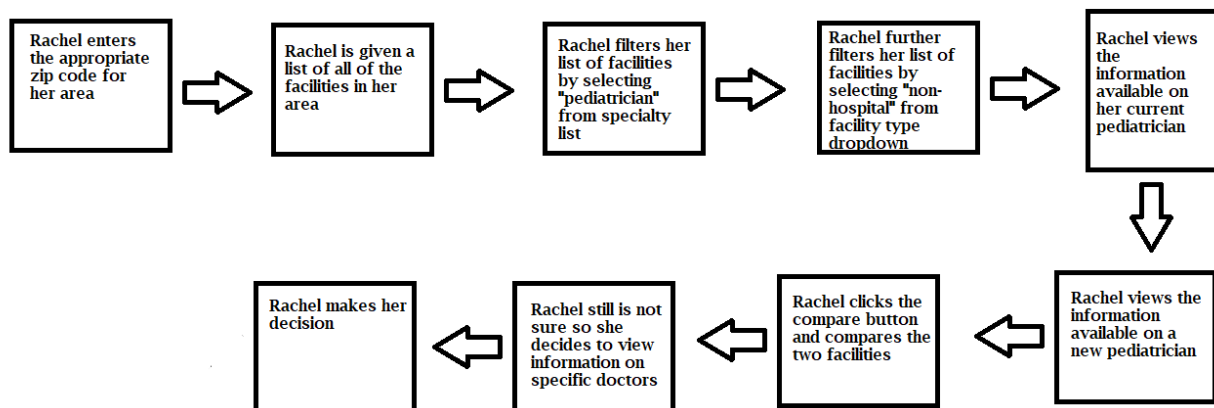 Rachel enters
the appropriate
zip code for
her area
Rachel is given a
list of all of the
facilities in her
area
Rachel filters her
list of facilities
by selecting
"pediatrician"
from specialty
list
Rachel further
filters her list of
facilities by
selecting "non-
hospital" from
facility type
dropdown
Rachel views
the
information
available on
her current
pediatrician
Rachel views the
information
available on a
new pediatrician
Rachel clicks the
compare button
and compares the
two facilities
Rachel still is not
sure so she
decides to view
information on
specific doctors
Rachel makes her
decision